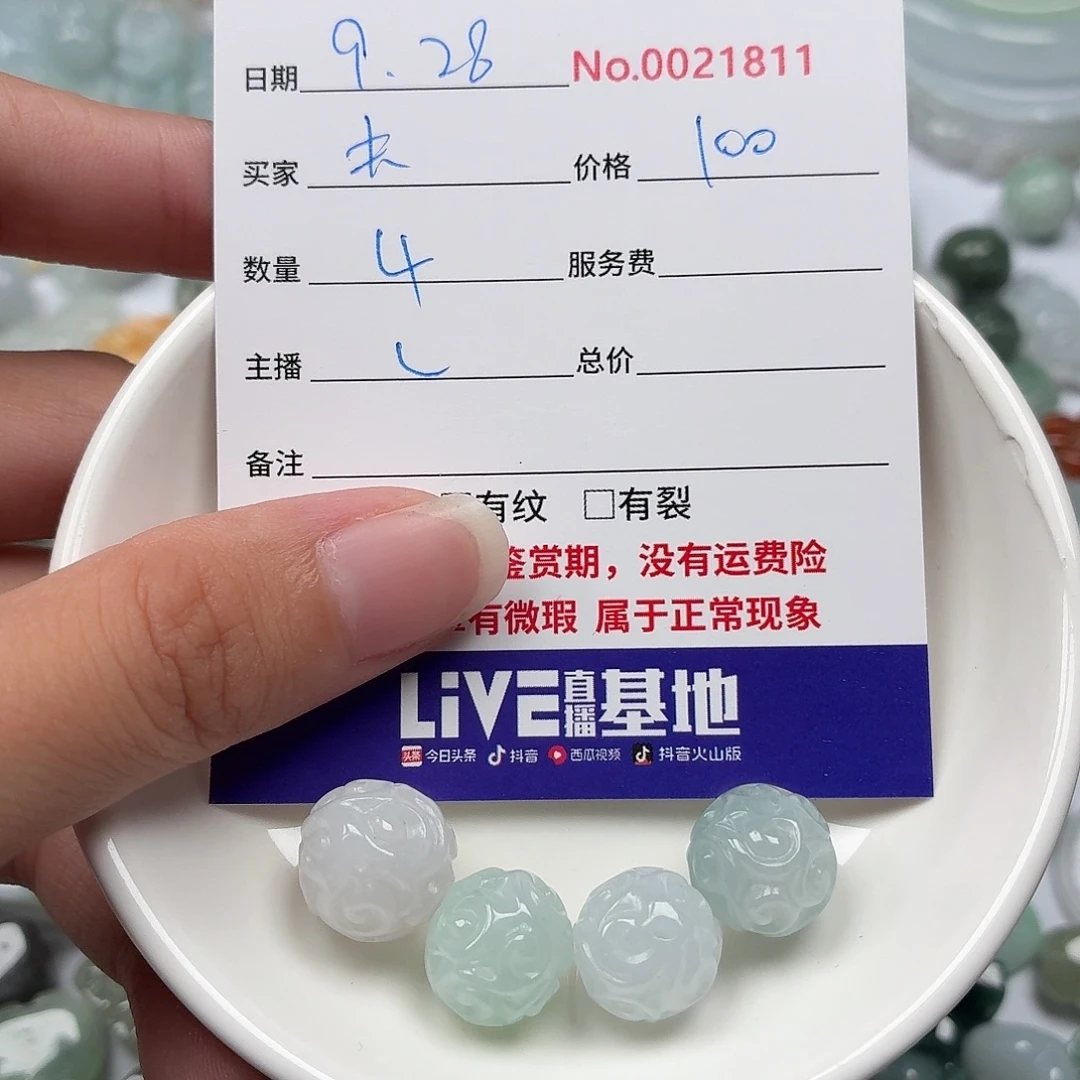 日期 9.28 No.0021811
买家 价格 100
数量 4 服务费
主播 总价
备注
有纹 □有裂
鉴赏期，没有运费险
有微瑕 属于正常现象
LiVE直播基地
头条 今日头条 抖音 西瓜视频 抖音火山版